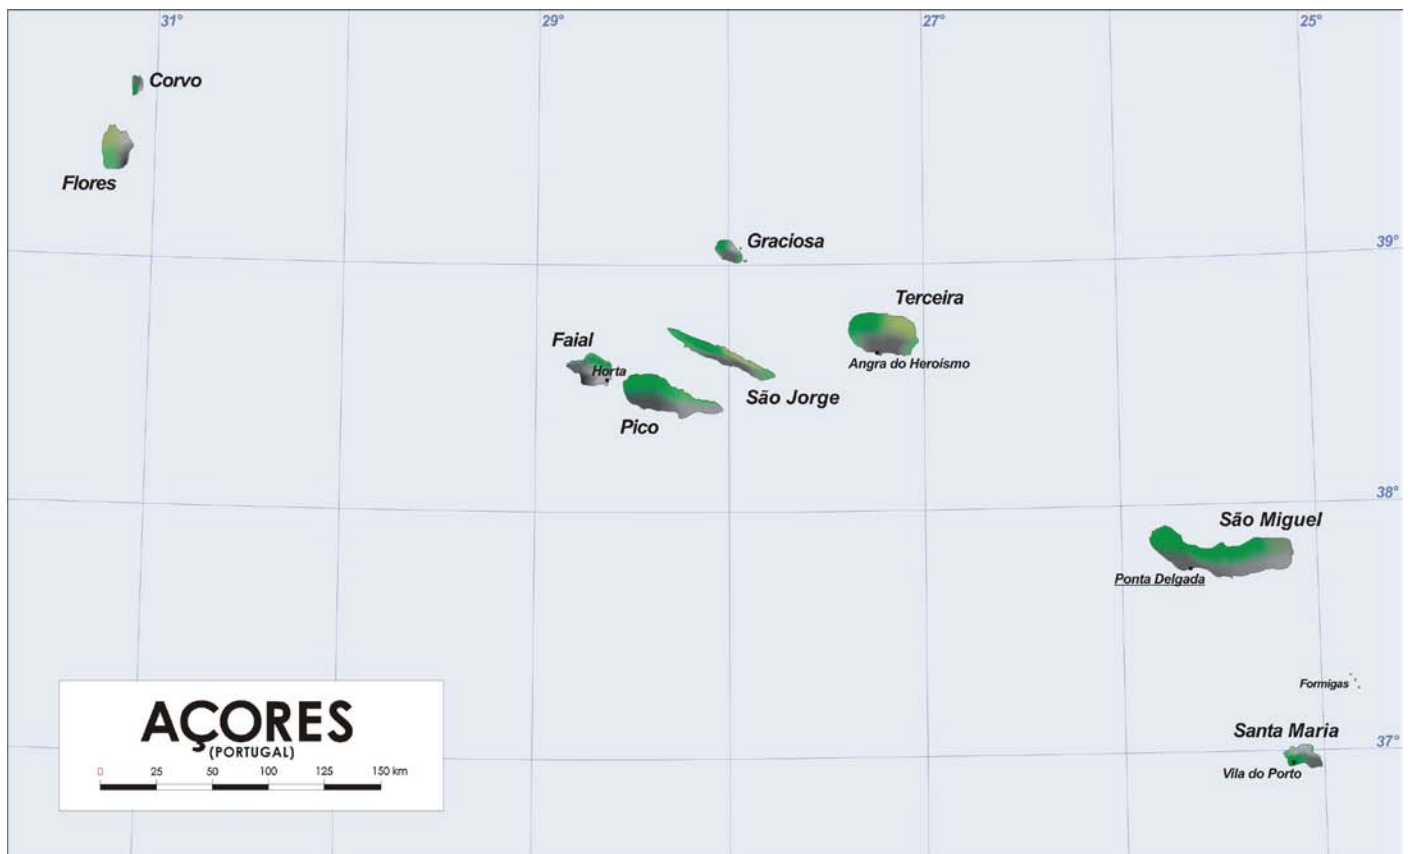 31°
29°
27°
25°
Corvo
Flores
Graciosa
39°
Terceira
Faial
Horta
Angra do Heroísmo
São Jorge
Pico
38°
São Miguel
Ponta Delgada
Formigas
Santa Maria
37°
Vila do Porto
AÇORES
(PORTUGAL)
0 25 50 100 125 150 km